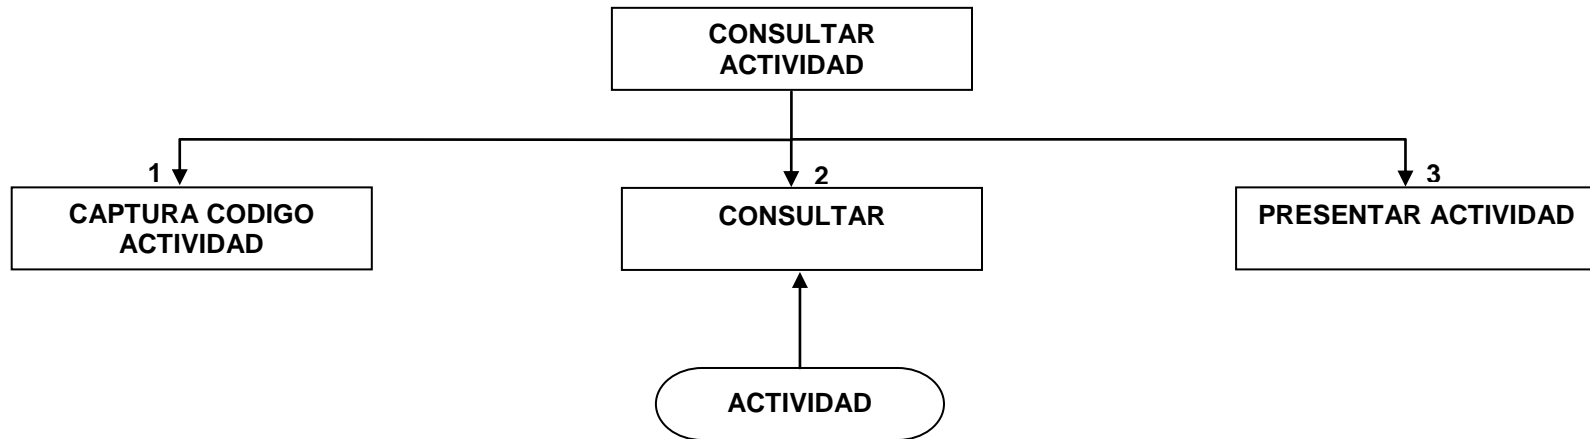 CONSULTAR
ACTIVIDAD
1
2
3
CAPTURA CODIGO
ACTIVIDAD
CONSULTAR
PRESENTAR ACTIVIDAD
ACTIVIDAD